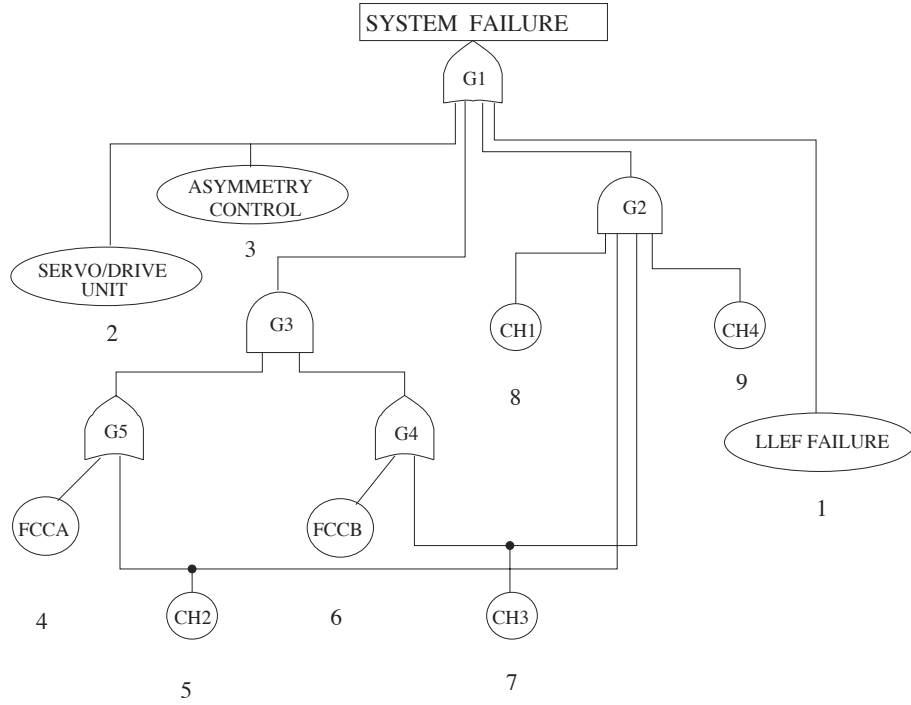 SYSTEM FAILURE
G1
ASYMMETRY
CONTROL
3
G2
SERVO/DRIVE
UNIT
2
G3
CH1
8
CH4
9
G5
G4
LLEF FAILURE
1
FCCA
FCCB
4
CH2
6
CH3
5
7